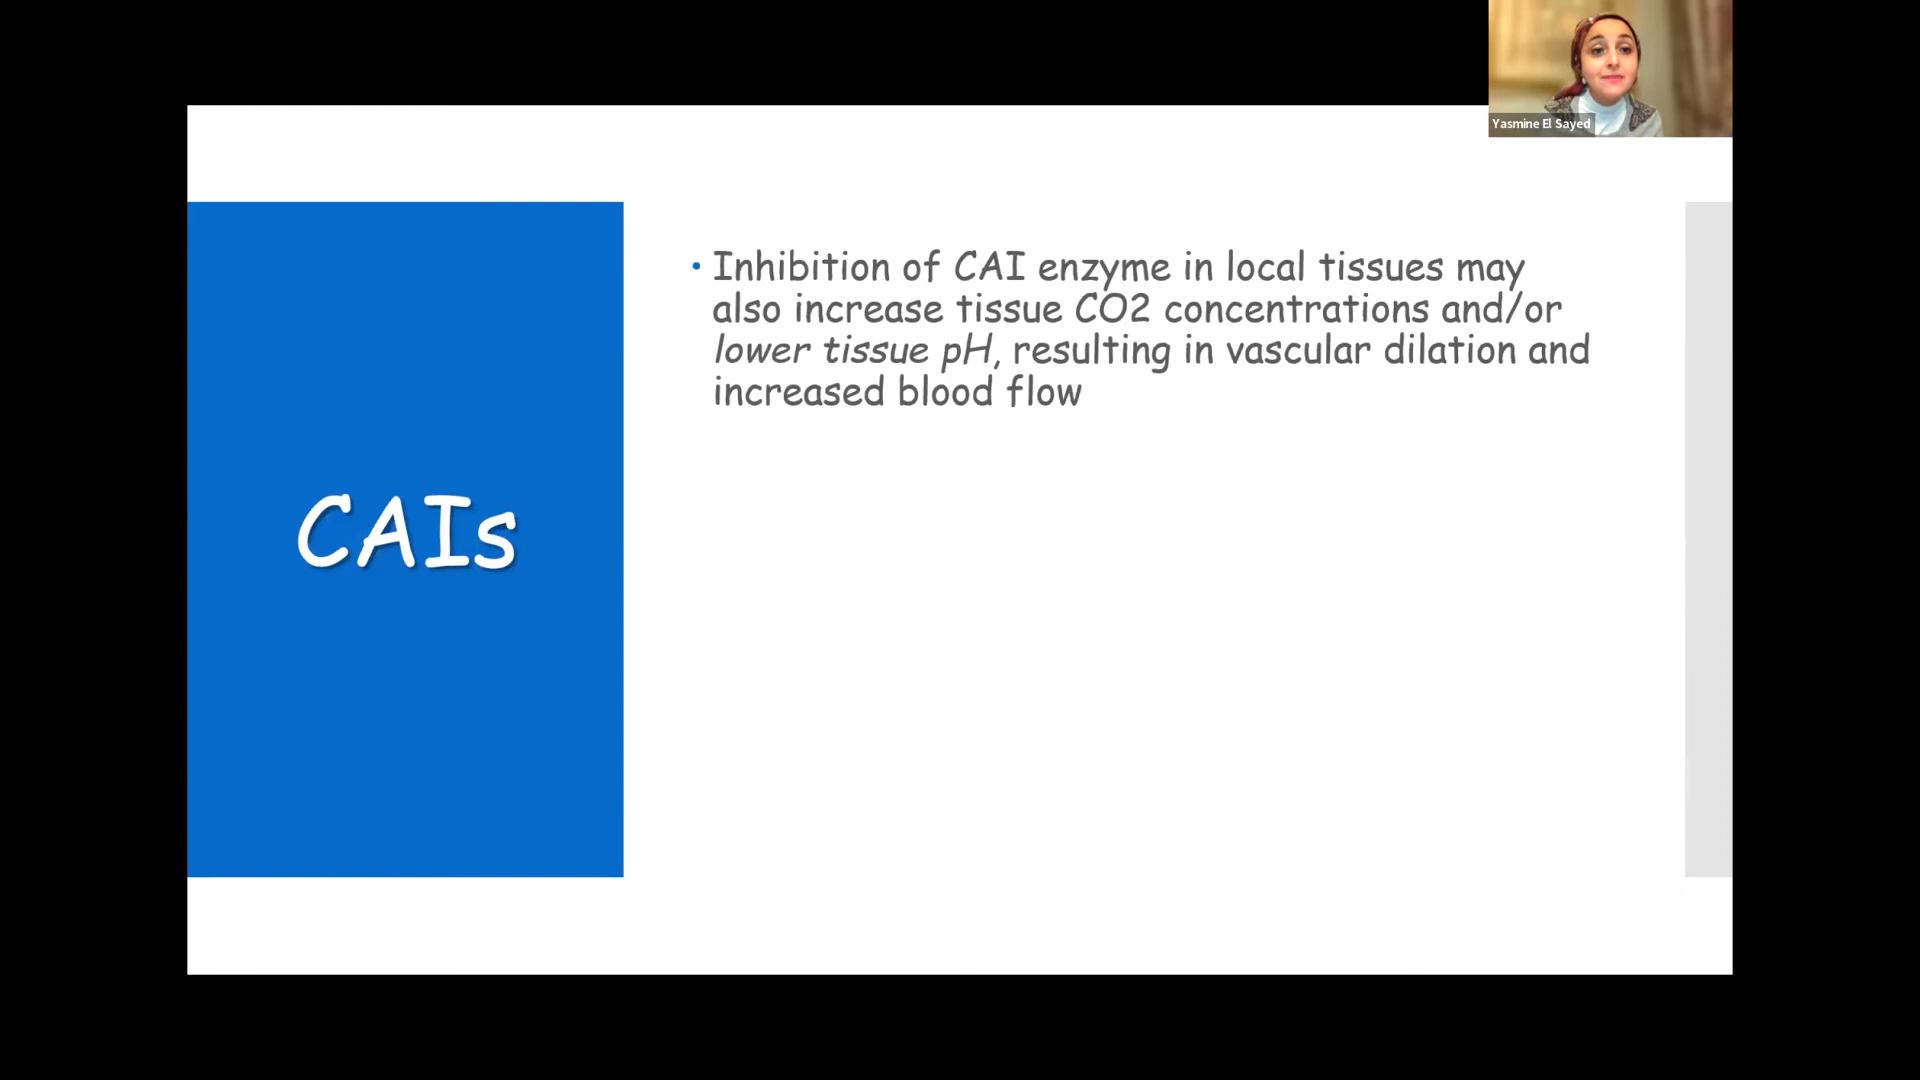 Yasmine El Sayed
CAIs
• Inhibition of CAI enzyme in local tissues may
also increase tissue CO2 concentrations and/or
lower tissue pH, resulting in vascular dilation and
increased blood flow